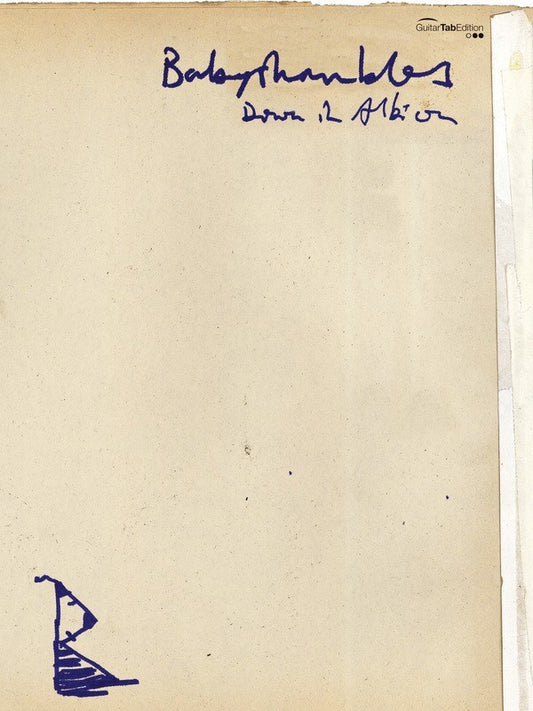 GuitarTabEdition
Babyshambles
Down in Albion
B